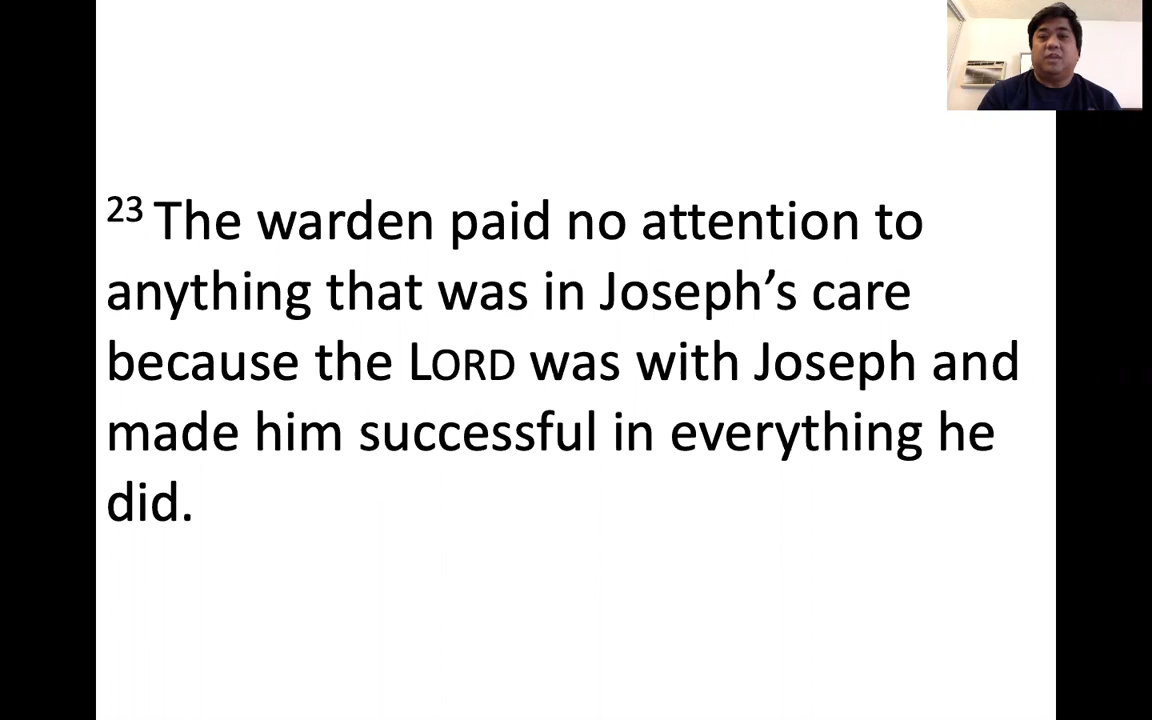 23 The warden paid no attention to
anything that was in Joseph’s care
because the LORD was with Joseph and
made him successful in everything he
did.